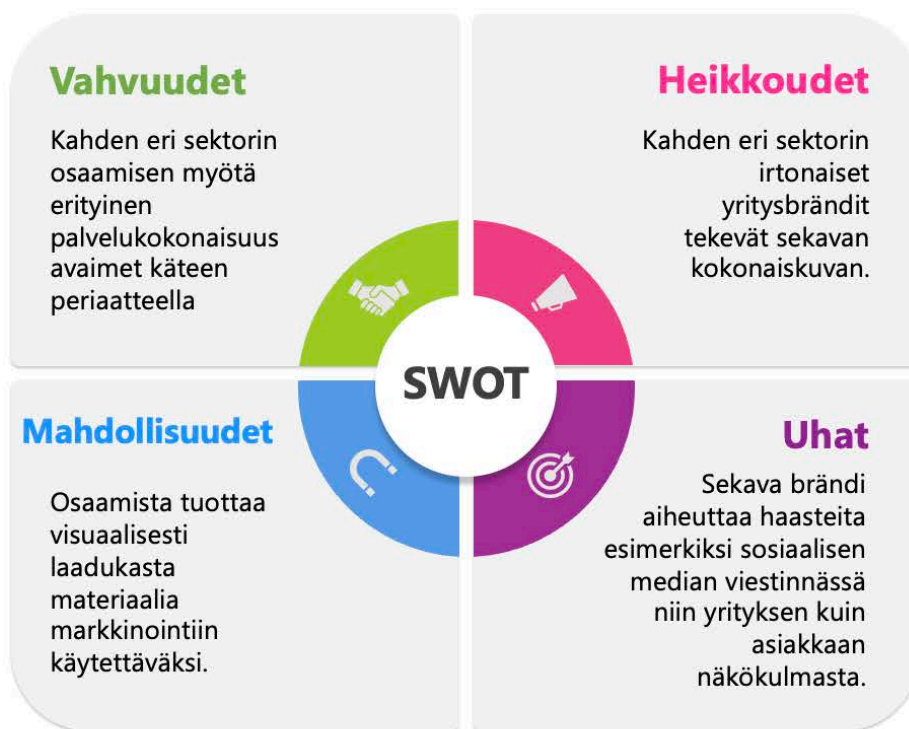 Vahvuudet
Kahden eri sektorin
osaamisen myötä
erityinen
palvelukokonaisuus
avaimet käteen
periaatteella
Heikkoudet
Kahden eri sektorin
irtonaiset
yritysbrändit
tekevät sekavan
kokonaiskuvan.
SWOT
Mahdollisuudet
Osaamista tuottaa
visuaalisesti
laadukasta
materiaalia
markkinointiin
käytettäväksi.
Uhat
Sekava brändi
aiheuttaa haasteita
esimerkiksi sosiaalisen
median viestinnässä
niin yrityksen kuin
asiakkaan
näkökulmasta.